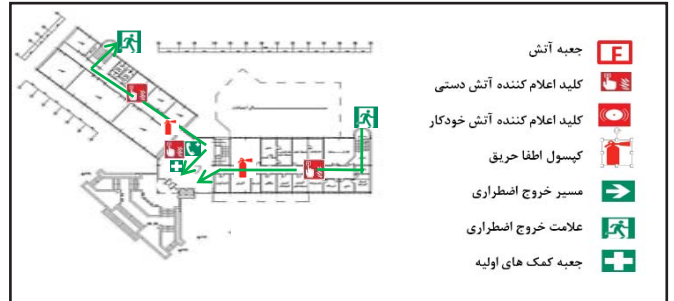 جعبه آتش
F
کلید اعلام کننده آتش دستی
کلید اعلام کننده آتش خودکار
کپسول اطفا حریق
مسیر خروج اضطراری
علامت خروج اضطراری
جعبه کمک های اولیه